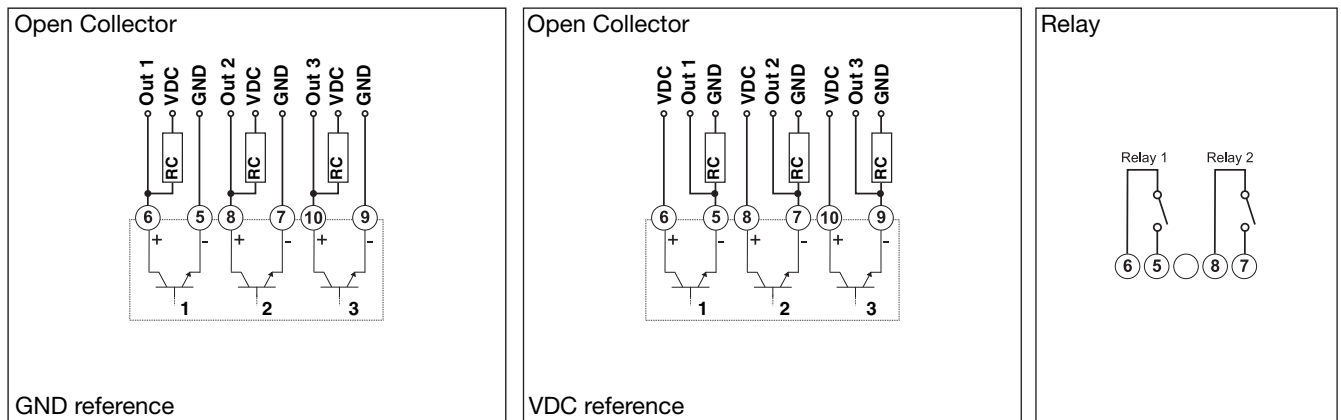 Open Collector
Out 1 VDC GND Out 2 VDC GND Out 3 VDC GND
RC RC RC
6 5 8 7 10 9
+ - + - + -
1 2 3
GND reference
Open Collector
VDC Out 1 GND VDC Out 2 GND VDC Out 3 GND
RC RC RC
6 5 8 7 10 9
+ - + - + -
1 2 3
VDC reference
Relay
Relay 1 Relay 2
6 5 8 7